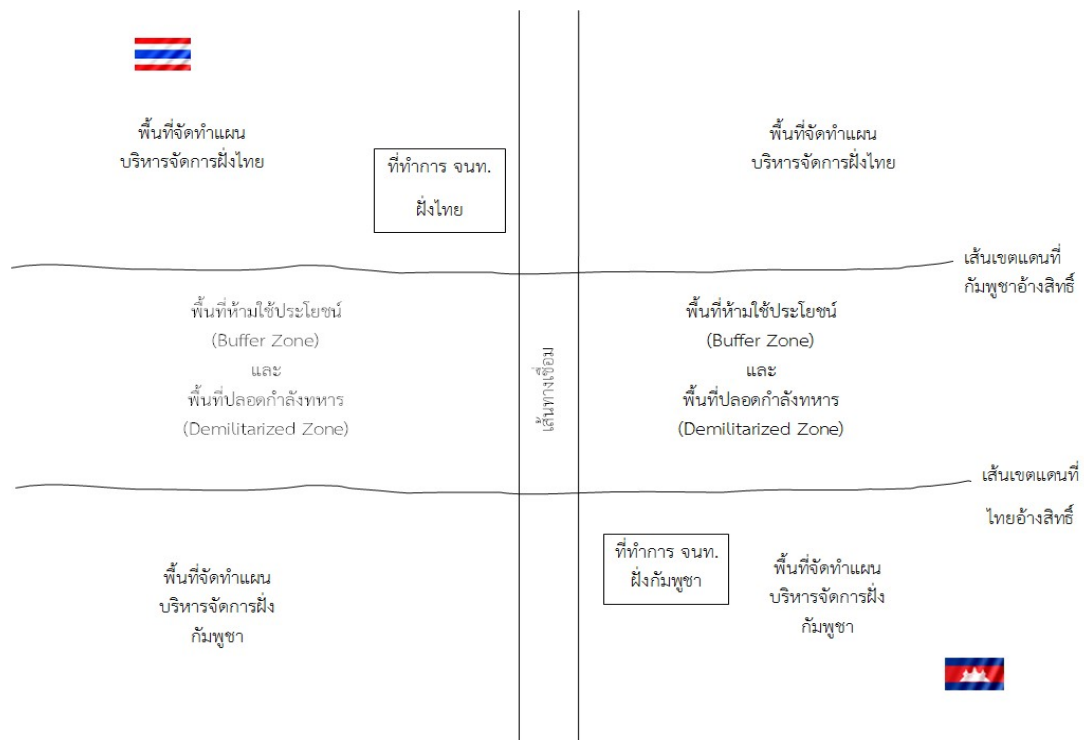 พื้นที่จัดทำแผน
บริหารจัดการฝั่งไทย
ที่ทำการ จนท.
ฝั่งไทย
พื้นที่จัดทำแผน
บริหารจัดการฝั่งไทย
เส้นเขตแดนที่
กัมพูชาอ้างสิทธิ์
พื้นที่ห้ามใช้ประโยชน์
(Buffer Zone)
และ
พื้นที่ปลอดกำลังทหาร
(Demilitarized Zone)
เส้นทางเชื่อม
พื้นที่ห้ามใช้ประโยชน์
(Buffer Zone)
และ
พื้นที่ปลอดกำลังทหาร
(Demilitarized Zone)
เส้นเขตแดนที่
ไทยอ้างสิทธิ์
พื้นที่จัดทำแผน
บริหารจัดการฝั่ง
กัมพูชา
ที่ทำการ จนท.
ฝั่งกัมพูชา
พื้นที่จัดทำแผน
บริหารจัดการฝั่ง
กัมพูชา